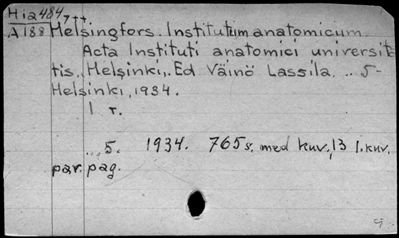 Hia484,
A188 Helsingfors. Institutum anatomicum.
Acta Instituti anatomici universita
tis, Helsinki,. Ed Väinö Lassila. ... 5-
Helsinki, 1934.
1 r.
... 5. 1934. 765 s. med kuv., 13 l. kuv.
par. pag.